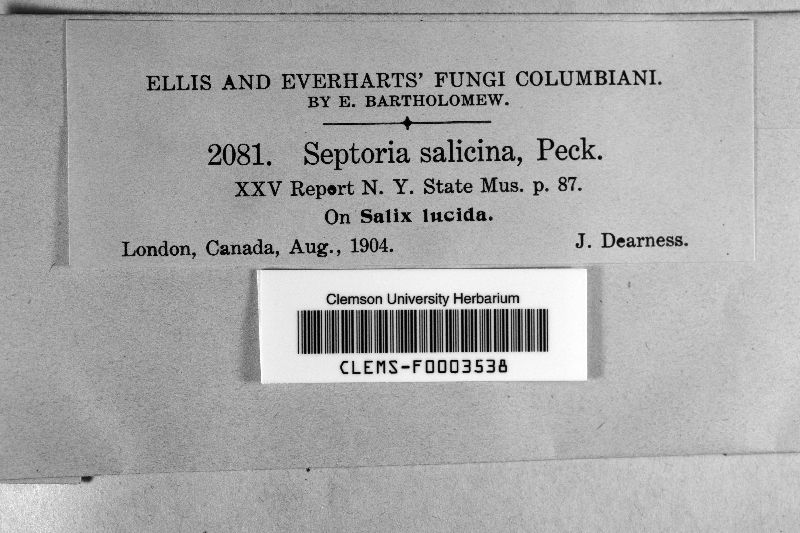 ELLIS AND EVERHARTS' FUNGI COLUMBIANI.
BY E. BARTHOLOMEW.
2081. Septoria salicina, Peck.
XXV Report N. Y. State Mus. p. 87.
On Salix lucida.
London, Canada, Aug., 1904. J. Dearness.
Clemson University Herbarium
CLEMS-F0003538